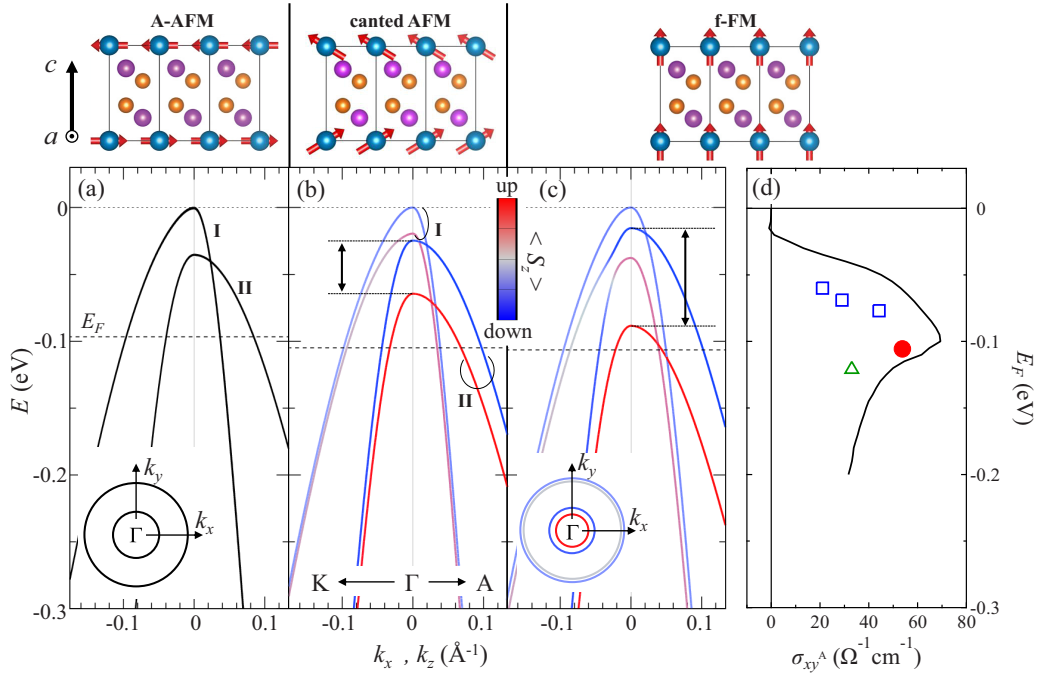 A-AFM
canted AFM
f-FM
c
a
(a)
(b)
(c)
(d)
up
< S_z >
down
0
-0.1
-0.2
-0.3
E (eV)
E_F
I
II
k_y
k_x
Γ
I
II
K Γ A
k_y
k_x
Γ
0
-0.1
-0.2
-0.3
E_F (eV)
-0.1 0 0.1
-0.1 0 0.1
-0.1 0 0.1
0 20 40 60 80
k_x , k_z (Å⁻¹)
σ_xy^A (Ω⁻¹cm⁻¹)